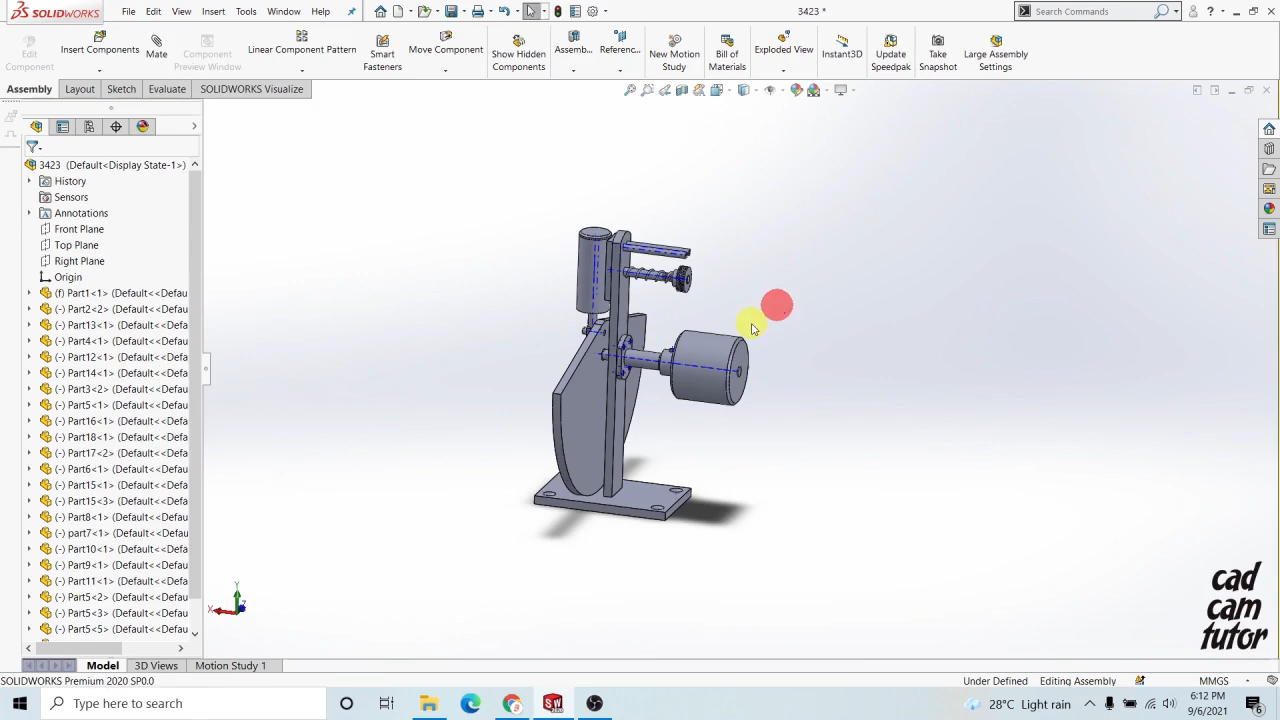 SOLIDWORKS
File Edit View Insert Tools Window Help
3423 *
Search Commands
Edit Component
Insert Components
Mate
Component Preview Window
Linear Component Pattern
Smart Fasteners
Move Component
Show Hidden Components
Assemb...
Referenc...
New Motion Study
Bill of Materials
Exploded View
Instant3D
Update Speedpak
Take Snapshot
Large Assembly Settings
Assembly Layout Sketch Evaluate SOLIDWORKS Visualize
3423 (Default<Display State-1>)
History
Sensors
Annotations
Front Plane
Top Plane
Right Plane
Origin
(f) Part1<1> (Default<<Defau
(-) Part2<2> (Default<<Defau
(-) Part13<1> (Default<<Defa
(-) Part4<1> (Default<<Defau
(-) Part12<1> (Default<<Defa
(-) Part14<1> (Default<<Defa
(-) Part3<2> (Default<<Defau
(-) Part5<1> (Default<<Defau
(-) Part16<1> (Default<<Defa
(-) Part18<1> (Default<<Defa
(-) Part17<2> (Default<<Defa
(-) Part6<1> (Default<<Defau
(-) Part15<1> (Default<<Defa
(-) Part15<3> (Default<<Defa
(-) Part8<1> (Default<<Defau
(-) part7<1> (Default<<Defau
(-) Part10<1> (Default<<Defa
(-) Part9<1> (Default<<Defau
(-) Part11<1> (Default<<Defa
(-) Part5<2> (Default<<Defau
(-) Part5<3> (Default<<Defau
(-) Part5<5> (Default<<Defau
Y
X
Z
cad
cam
tutor
Model 3D Views Motion Study 1
SOLIDWORKS Premium 2020 SP0.0
Under Defined Editing Assembly MMGS
Type here to search
28°C Light rain
6:12 PM
9/6/2021
6